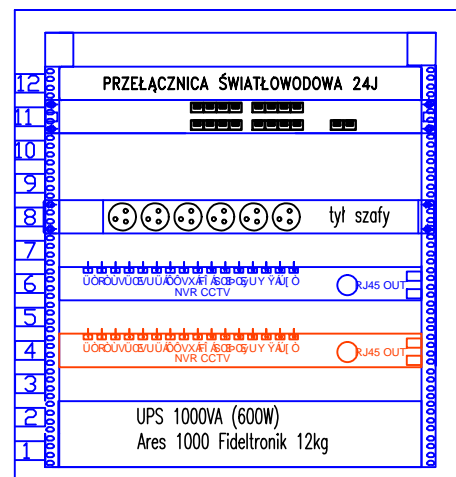 12 PRZEŁĄCZNICA ŚWIATŁOWODOWA 24J
11
10
9
8 tył szafy
7
6 RJ45 OUT
NVR CCTV
5
4 RJ45 OUT
NVR CCTV
3
2 UPS 1000VA (600W)
1 Ares 1000 Fideltronik 12kg